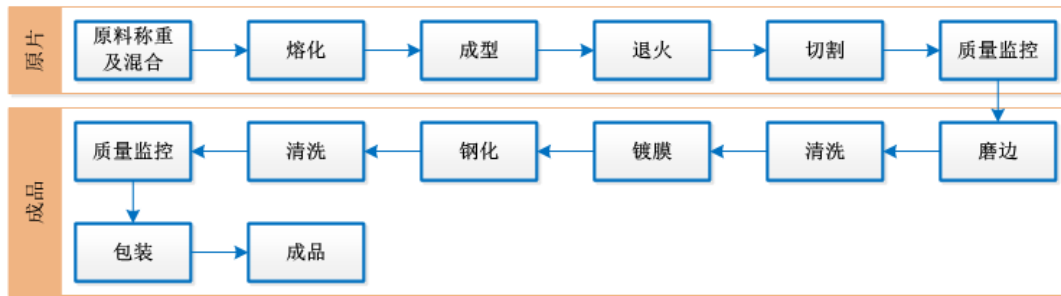 原片
原料称重
及混合
熔化
成型
退火
切割
质量监控
成品
质量监控
清洗
钢化
镀膜
清洗
磨边
包装
成品